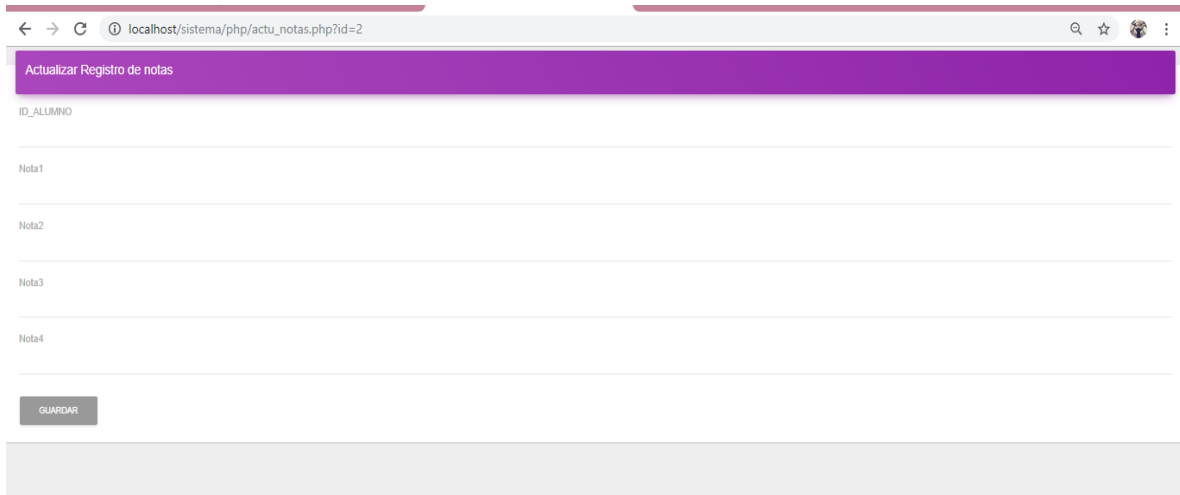 localhost/sistema/php/actu_notas.php?id=2
Actualizar Registro de notas
ID_ALUMNO
Nota1
Nota2
Nota3
Nota4
GUARDAR